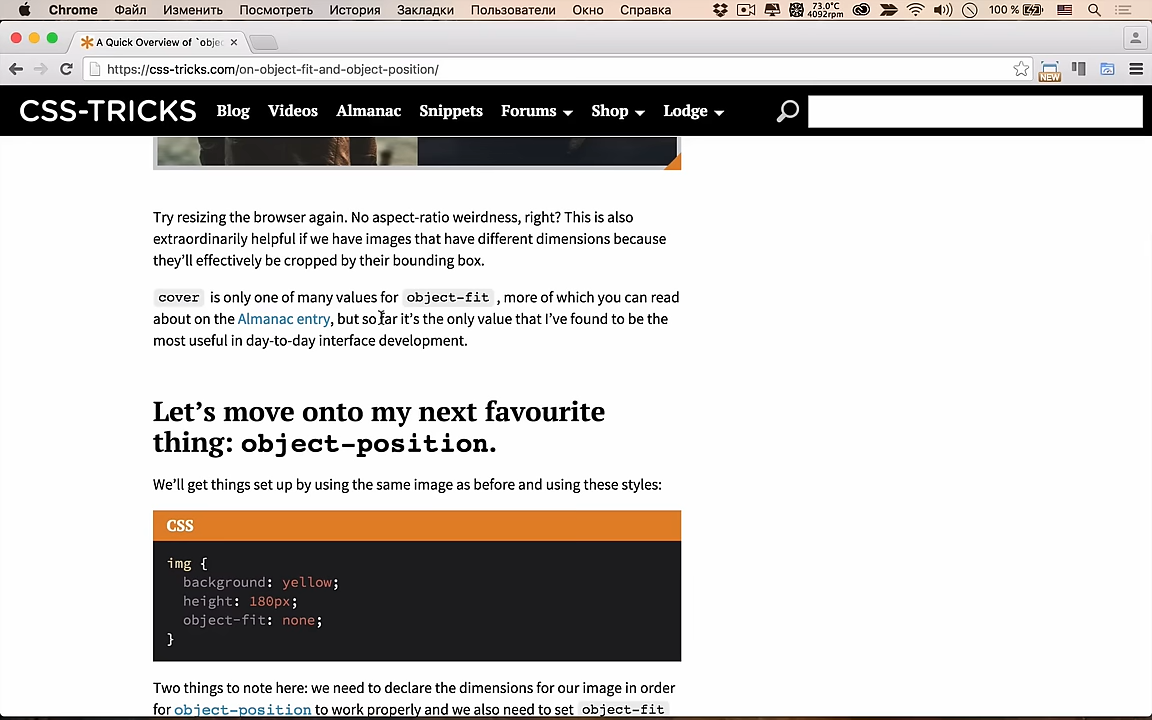 Chrome Файл Изменить Посмотреть История Закладки Пользователи Окно Справка 73.0°C 4092rpm 100 %
A Quick Overview of `obje
https://css-tricks.com/on-object-fit-and-object-position/ NEW
CSS-TRICKS Blog Videos Almanac Snippets Forums Shop Lodge
Try resizing the browser again. No aspect-ratio weirdness, right? This is also
extraordinarily helpful if we have images that have different dimensions because
they’ll effectively be cropped by their bounding box.
cover is only one of many values for object-fit , more of which you can read
about on the Almanac entry, but so far it’s the only value that I’ve found to be the
most useful in day-to-day interface development.
Let’s move onto my next favourite
thing: object-position.
We’ll get things set up by using the same image as before and using these styles:
CSS
img {
background: yellow;
height: 180px;
object-fit: none;
}
Two things to note here: we need to declare the dimensions for our image in order
for object-position to work properly and we also need to set object-fit